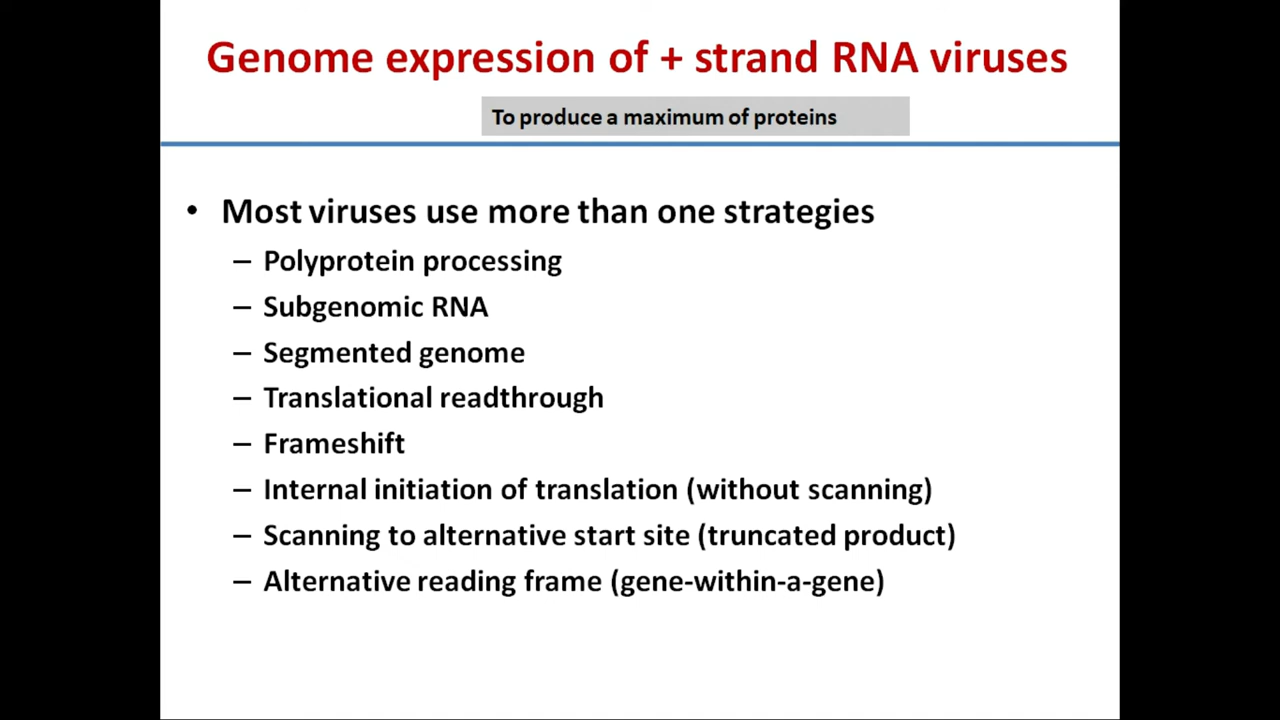 Genome expression of + strand RNA viruses
To produce a maximum of proteins
• Most viruses use more than one strategies
– Polyprotein processing
– Subgenomic RNA
– Segmented genome
– Translational readthrough
– Frameshift
– Internal initiation of translation (without scanning)
– Scanning to alternative start site (truncated product)
– Alternative reading frame (gene-within-a-gene)